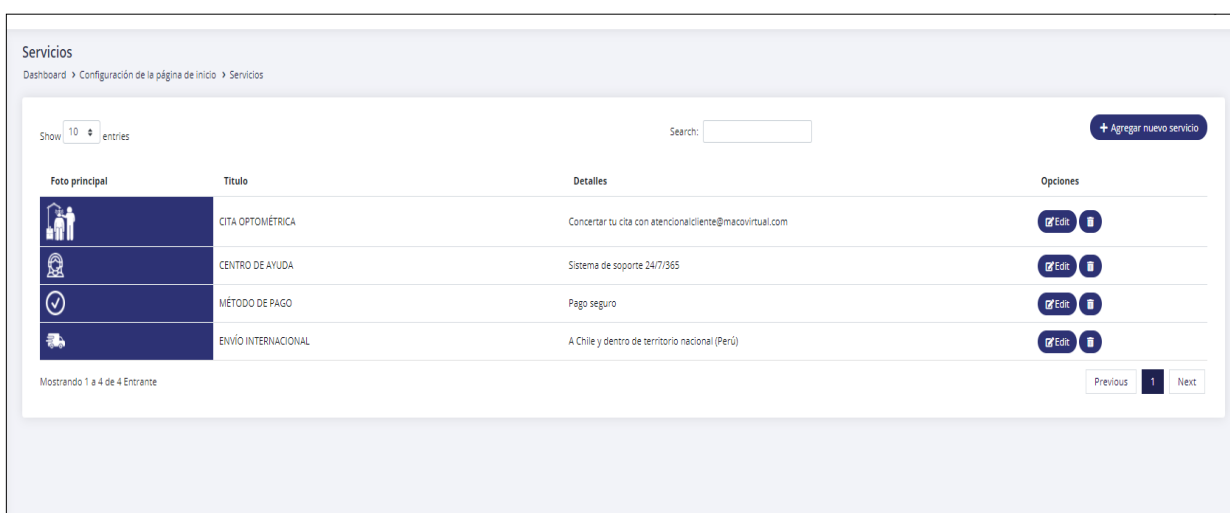 Servicios
Dashboard > Configuración de la página de inicio > Servicios
Show 10 entries Search: + Agregar nuevo servicio
Foto principal Titulo Detalles Opciones
CITA OPTOMÉTRICA Concertar tu cita con atencionalcliente@macovirtual.com Edit
CENTRO DE AYUDA Sistema de soporte 24/7/365 Edit
MÉTODO DE PAGO Pago seguro Edit
ENVÍO INTERNACIONAL A Chile y dentro de territorio nacional (Perú) Edit
Mostrando 1 a 4 de 4 Entrante Previous 1 Next